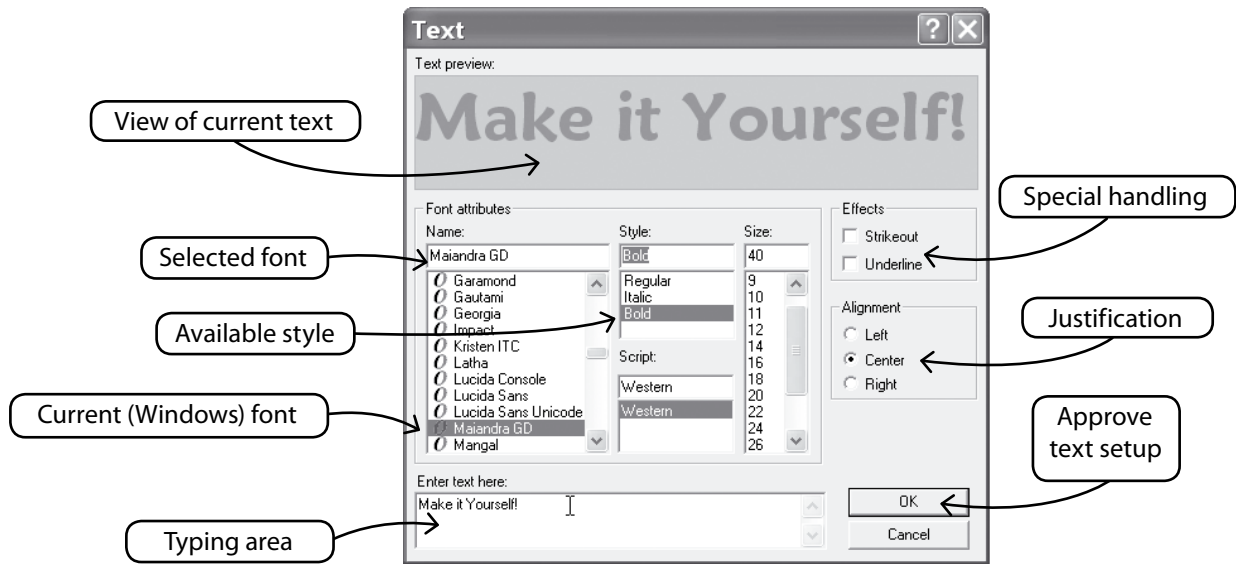 Text
Text preview:
Make it Yourself!
View of current text
Font attributes
Name:
Style:
Size:
Maiandra GD
Bold
40
Garamond
Gautami
Georgia
Impact
Kristen ITC
Latha
Lucida Console
Lucida Sans
Lucida Sans Unicode
Maiandra GD
Mangal
Regular
Italic
Bold
Script:
Western
Western
9
10
11
12
14
16
18
20
22
24
26
Effects
Strikeout
Underline
Alignment
Left
Center
Right
Special handling
Selected font
Available style
Justification
Current (Windows) font
Approve
text setup
Enter text here:
Make it Yourself!
Typing area
OK
Cancel